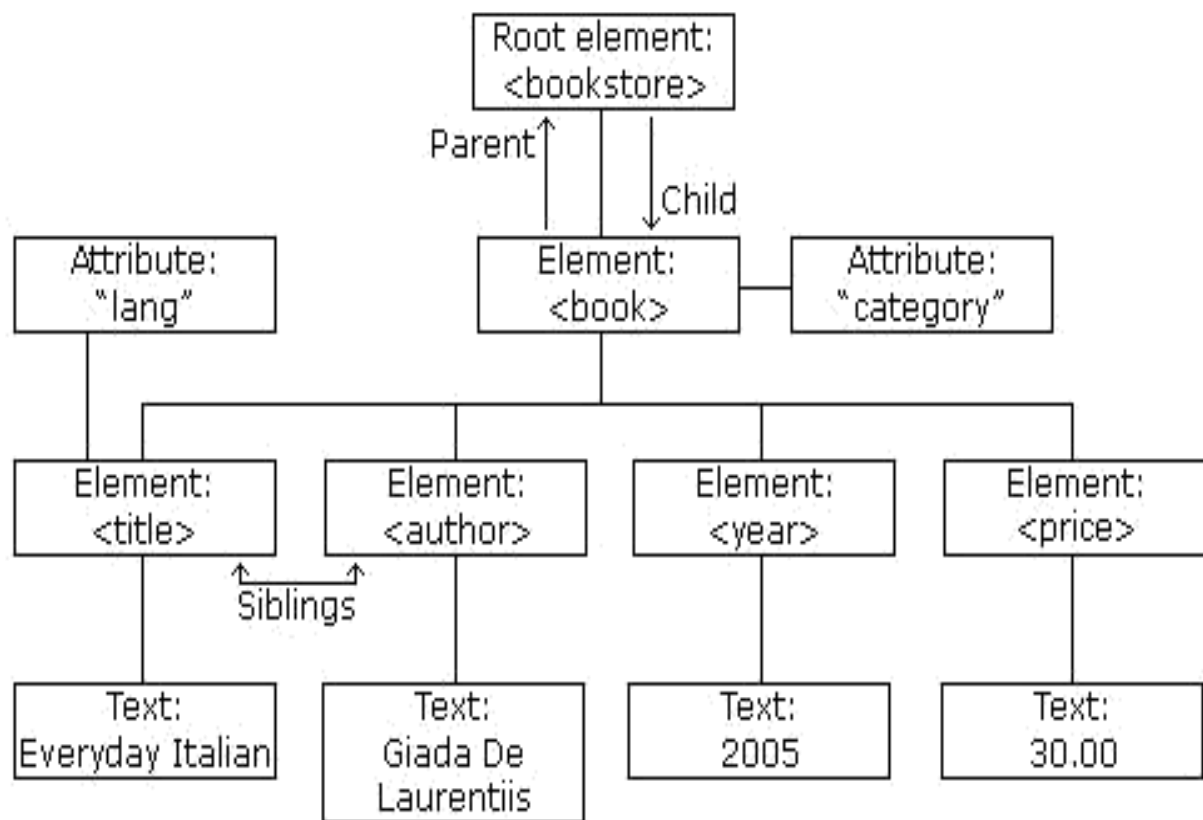 Root element:
<bookstore>
Parent
Child
Attribute:
“lang”
Element:
<book>
Attribute:
“category”
Element:
<title>
Element:
<author>
Element:
<year>
Element:
<price>
Siblings
Text:
Everyday Italian
Text:
Giada De
Laurentiis
Text:
2005
Text:
30.00